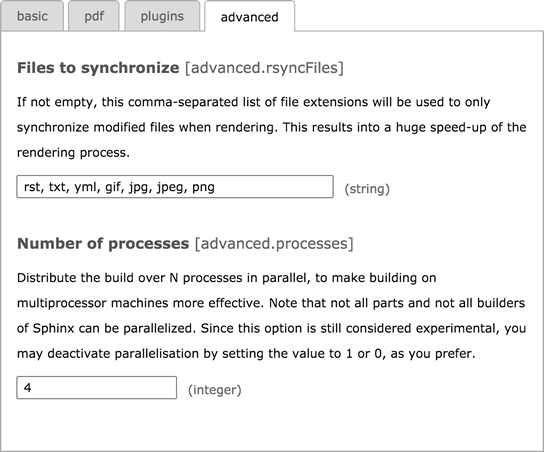 basic pdf plugins advanced
Files to synchronize [advanced.rsyncFiles]
If not empty, this comma-separated list of file extensions will be used to only
synchronize modified files when rendering. This results into a huge speed-up of the
rendering process.
rst, txt, yml, gif, jpg, jpeg, png (string)
Number of processes [advanced.processes]
Distribute the build over N processes in parallel, to make building on
multiprocessor machines more effective. Note that not all parts and not all builders
of Sphinx can be parallelized. Since this option is still considered experimental, you
may deactivate parallelisation by setting the value to 1 or 0, as you prefer.
4 (integer)